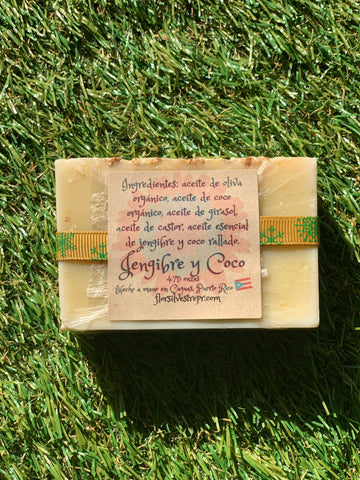 Ingredientes: aceite de oliva
orgánico, aceite de coco
orgánico, aceite de girasol,
aceite de castor, aceite esencial
de jengibre y coco rallado.
Jengibre y Coco
4.75 onzas
Hecho a mano en Caguas, Puerto Rico
florsilvestrepr.com